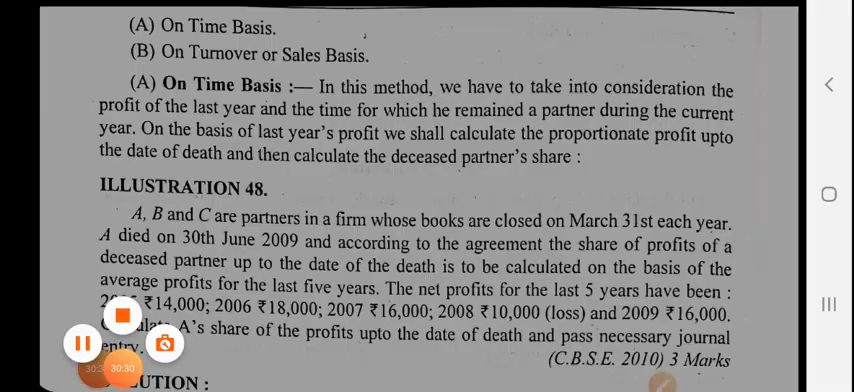 (A) On Time Basis.
(B) On Turnover or Sales Basis.
(A) On Time Basis :— In this method, we have to take into consideration the
profit of the last year and the time for which he remained a partner during the current
year. On the basis of last year's profit we shall calculate the proportionate profit upto
the date of death and then calculate the deceased partner's share :
ILLUSTRATION 48.
A, B and C are partners in a firm whose books are closed on March 31st each year.
A died on 30th June 2009 and according to the agreement the share of profits of a
deceased partner up to the date of the death is to be calculated on the basis of the
average profits for the last five years. The net profits for the last 5 years have been :
₹14,000; 2006 ₹18,000; 2007 ₹16,000; 2008 ₹10,000 (loss) and 2009 ₹16,000.
A's share of the profits upto the date of death and pass necessary journal
entry.
(C.B.S.E. 2010) 3 Marks
30:30
UTION :